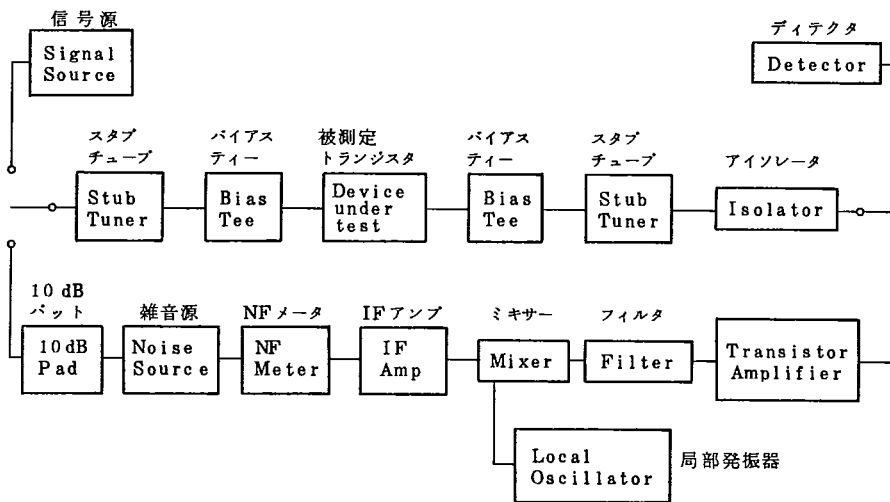 信号源
Signal
Source
ディテクタ
Detector
スタブ
チューブ
Stub
Tuner
バイアス
ティー
Bias
Tee
被測定
トランジスタ
Device
under
test
バイアス
ティー
Bias
Tee
スタブ
チューブ
Stub
Tuner
アイソレータ
Isolator
10 dB
パット
10dB
Pad
雑音源
Noise
Source
NFメータ
NF
Meter
IFアンプ
IF
Amp
ミキサー
Mixer
フィルタ
Filter
Transistor
Amplifier
Local
Oscillator
局部発振器